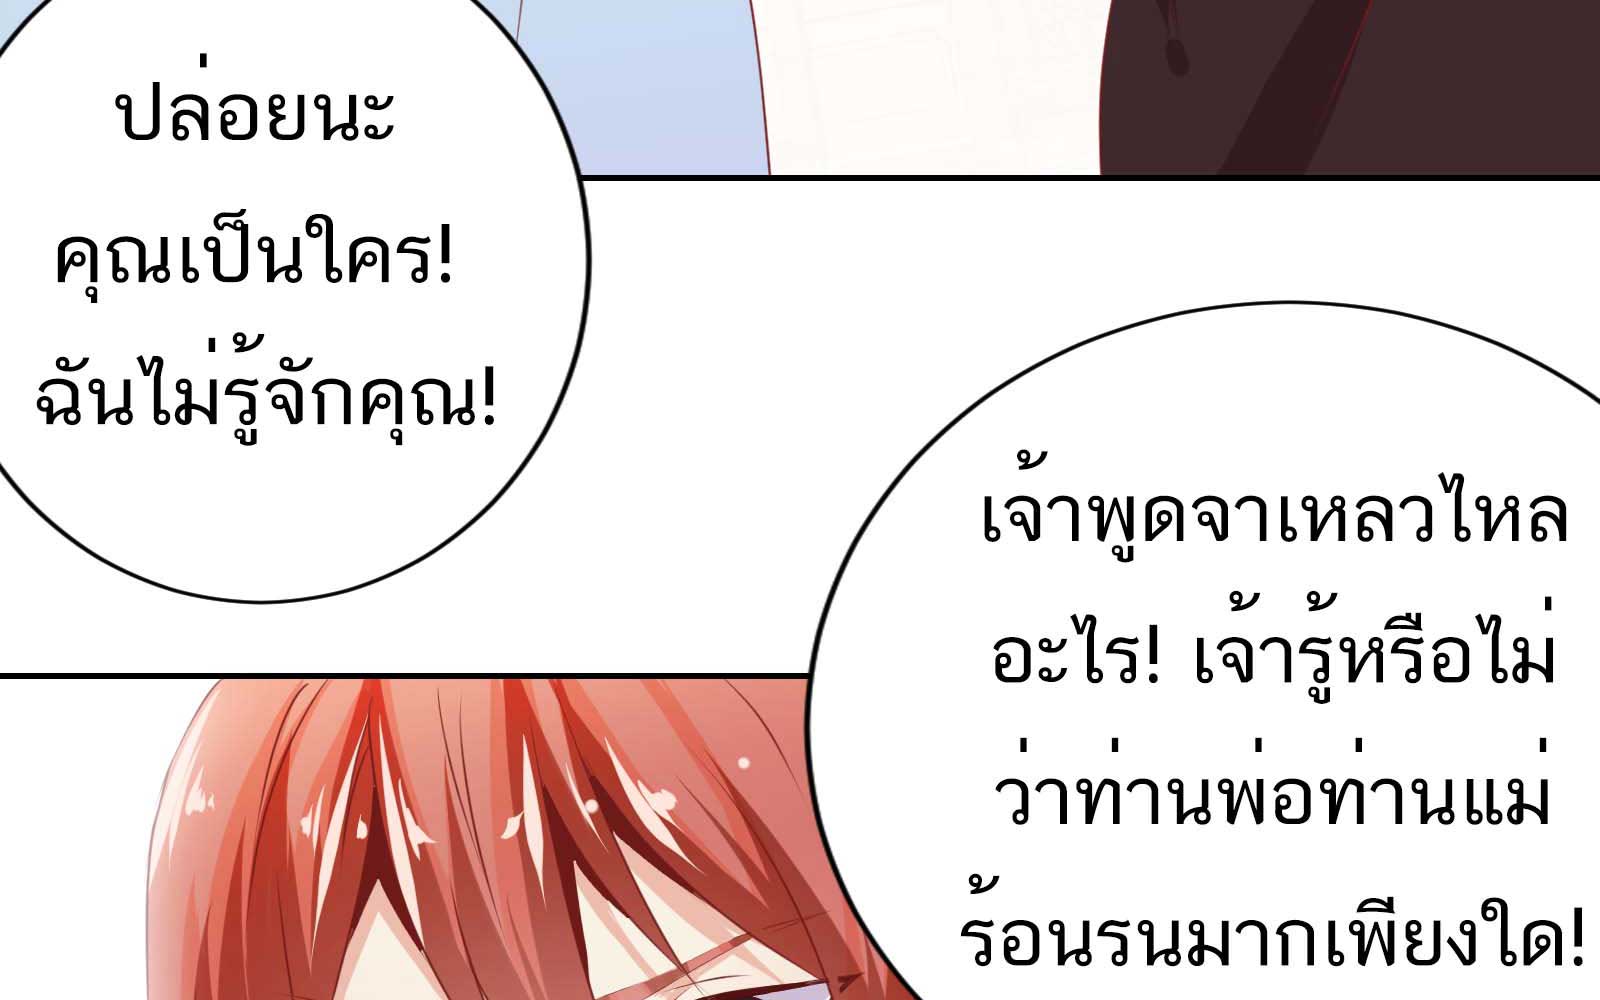 ปล่อยนะ
คุณเป็นใคร!
ฉันไม่รู้จักคุณ!
เจ้าพูดจาเหลวไหล
อะไร! เจ้ารู้หรือไม่
ว่าท่านพ่อท่านแม่
ร้อนรนมากเพียงใด!